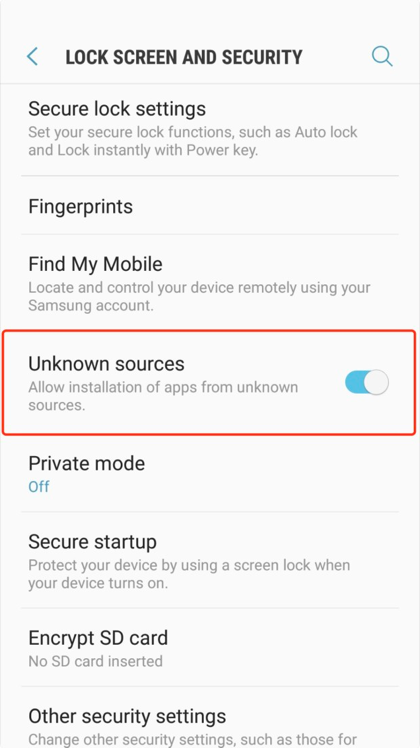 LOCK SCREEN AND SECURITY
Secure lock settings
Set your secure lock functions, such as Auto lock
and Lock instantly with Power key.
Fingerprints
Find My Mobile
Locate and control your device remotely using your
Samsung account.
Unknown sources
Allow installation of apps from unknown
sources.
Private mode
Off
Secure startup
Protect your device by using a screen lock when
your device turns on.
Encrypt SD card
No SD card inserted
Other security settings
Change other security settings, such as those for